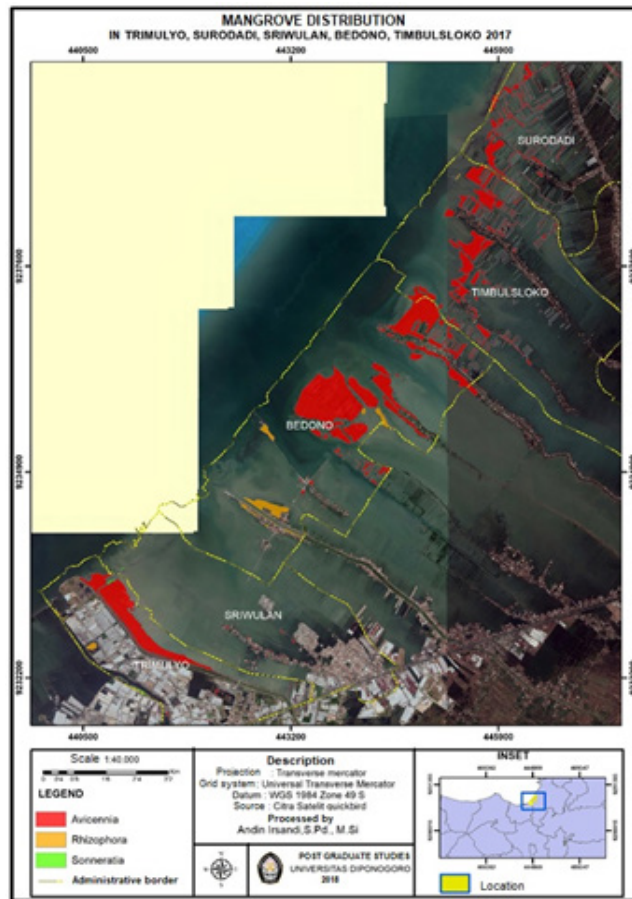 MANGROVE DISTRIBUTION
IN TRIMULYO, SURODADI, SRIWULAN, BEDONO, TIMBULSLOKO 2017
440500 443200 445900
SURODADI
9237600
TIMBULSLOKO
BEDONO
9234900
SRIWULAN
TRIMULYO
9232200
440500 443200 445900
Scale 1:40,000
LEGEND
Avicennia
Rhizophora
Sonneratia
Administrative border
Description
Projection : Transverse mercator
Grid system : Universal Transverse Mercator
Datum : WGS 1984 Zone 49 S
Source : Citra Satelit quickbird
Processed by
Andin Irsandi,S.Pd., M.Si
POST GRADUATE STUDIES
UNIVERSITAS DIPONOGORO
2018
INSET
Location